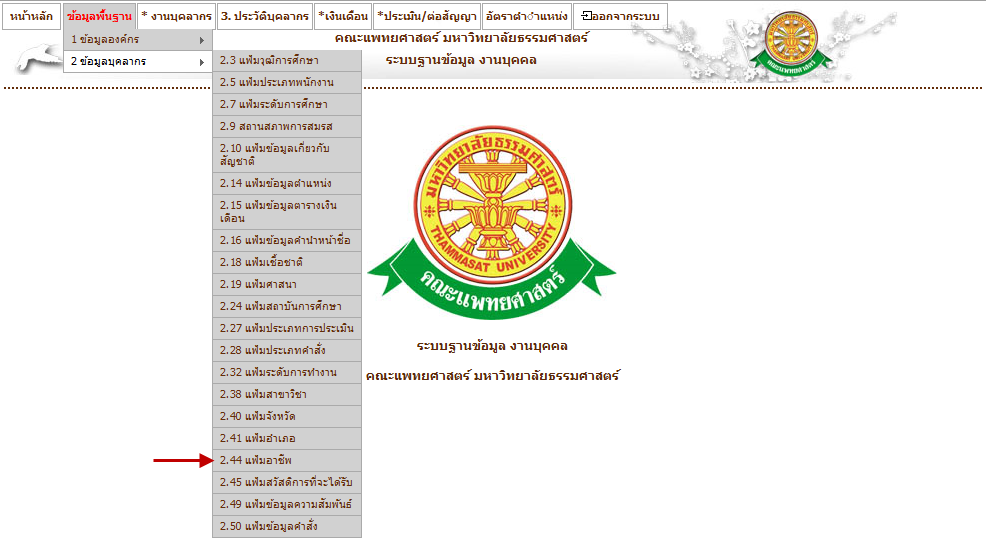 หน้าหลัก ข้อมูลพื้นฐาน * งานบุคลากร 3. ประวัติบุคลากร *เงินเดือน *ประเมิน/ต่อสัญญา อัตราตำแหน่ง ออกจากระบบ
คณะแพทยศาสตร์ มหาวิทยาลัยธรรมศาสตร์
ระบบฐานข้อมูล งานบุคคล
1 ข้อมูลองค์กร
2 ข้อมูลบุคลากร
2.3 แฟ้มวุฒิการศึกษา
2.5 แฟ้มประเภทพนักงาน
2.7 แฟ้มระดับการศึกษา
2.9 สถานสภาพการสมรส
2.10 แฟ้มข้อมูลเกี่ยวกับ
สัญชาติ
2.14 แฟ้มข้อมูลตำแหน่ง
2.15 แฟ้มข้อมูลตารางเงิน
เดือน
2.16 แฟ้มข้อมูลคำนำหน้าชื่อ
2.18 แฟ้มเชื้อชาติ
2.19 แฟ้มศาสนา
2.24 แฟ้มสถาบันการศึกษา
2.27 แฟ้มประเภทการประเมิน
2.28 แฟ้มประเภทคำสั่ง
2.32 แฟ้มระดับการทำงาน
2.38 แฟ้มสาขาวิชา
2.40 แฟ้มจังหวัด
2.41 แฟ้มอำเภอ
2.44 แฟ้มอาชีพ
2.45 แฟ้มสวัสดิการที่จะได้รับ
2.49 แฟ้มข้อมูลความสัมพันธ์
2.50 แฟ้มข้อมูลคำสั่ง
มหาวิทยาลัยธรรมศาสตร์
THAMMASAT UNIVERSITY
คณะแพทยศาสตร์
ระบบฐานข้อมูล งานบุคคล
คณะแพทยศาสตร์ มหาวิทยาลัยธรรมศาสตร์